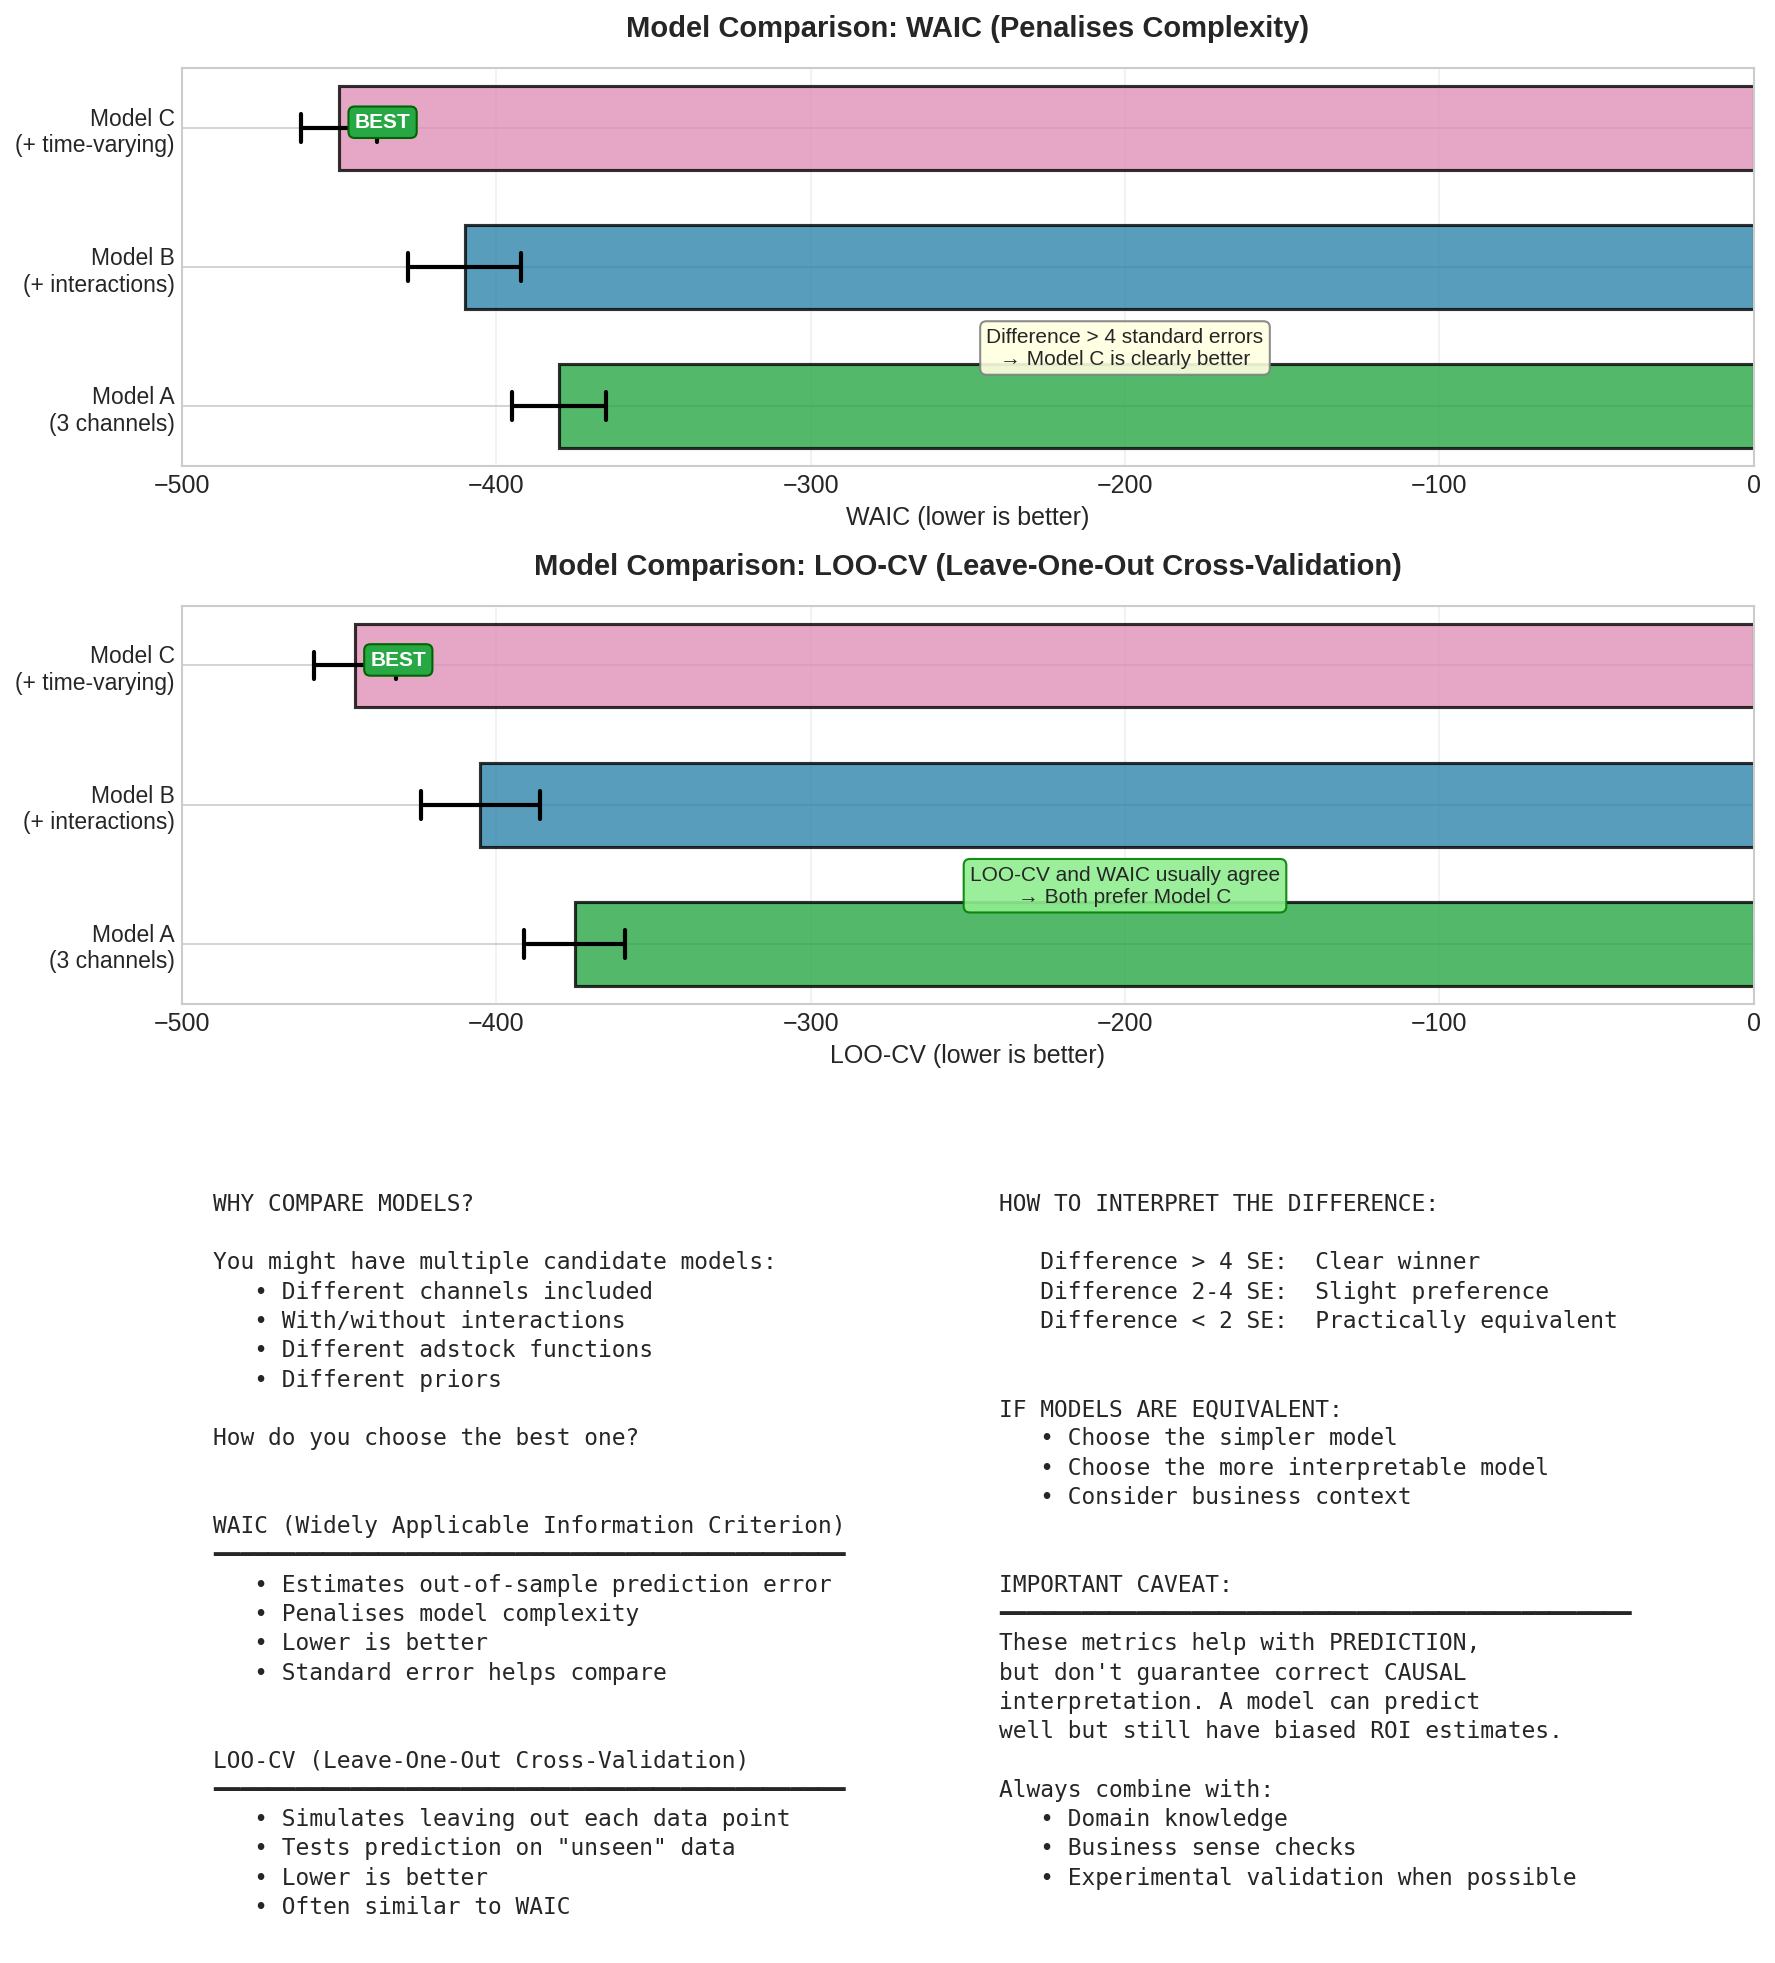 Model Comparison: WAIC (Penalises Complexity)
Model C
(+ time-varying)
BEST
Model B
(+ interactions)
Difference > 4 standard errors
→ Model C is clearly better
Model A
(3 channels)
−500 −400 −300 −200 −100 0
WAIC (lower is better)
Model Comparison: LOO-CV (Leave-One-Out Cross-Validation)
Model C
(+ time-varying)
BEST
Model B
(+ interactions)
LOO-CV and WAIC usually agree
→ Both prefer Model C
Model A
(3 channels)
−500 −400 −300 −200 −100 0
LOO-CV (lower is better)
WHY COMPARE MODELS?
You might have multiple candidate models:
• Different channels included
• With/without interactions
• Different adstock functions
• Different priors
How do you choose the best one?
WAIC (Widely Applicable Information Criterion)
• Estimates out-of-sample prediction error
• Penalises model complexity
• Lower is better
• Standard error helps compare
LOO-CV (Leave-One-Out Cross-Validation)
• Simulates leaving out each data point
• Tests prediction on "unseen" data
• Lower is better
• Often similar to WAIC
HOW TO INTERPRET THE DIFFERENCE:
Difference > 4 SE:  Clear winner
Difference 2-4 SE:  Slight preference
Difference < 2 SE:  Practically equivalent
IF MODELS ARE EQUIVALENT:
• Choose the simpler model
• Choose the more interpretable model
• Consider business context
IMPORTANT CAVEAT:
These metrics help with PREDICTION,
but don't guarantee correct CAUSAL
interpretation. A model can predict
well but still have biased ROI estimates.
Always combine with:
• Domain knowledge
• Business sense checks
• Experimental validation when possible